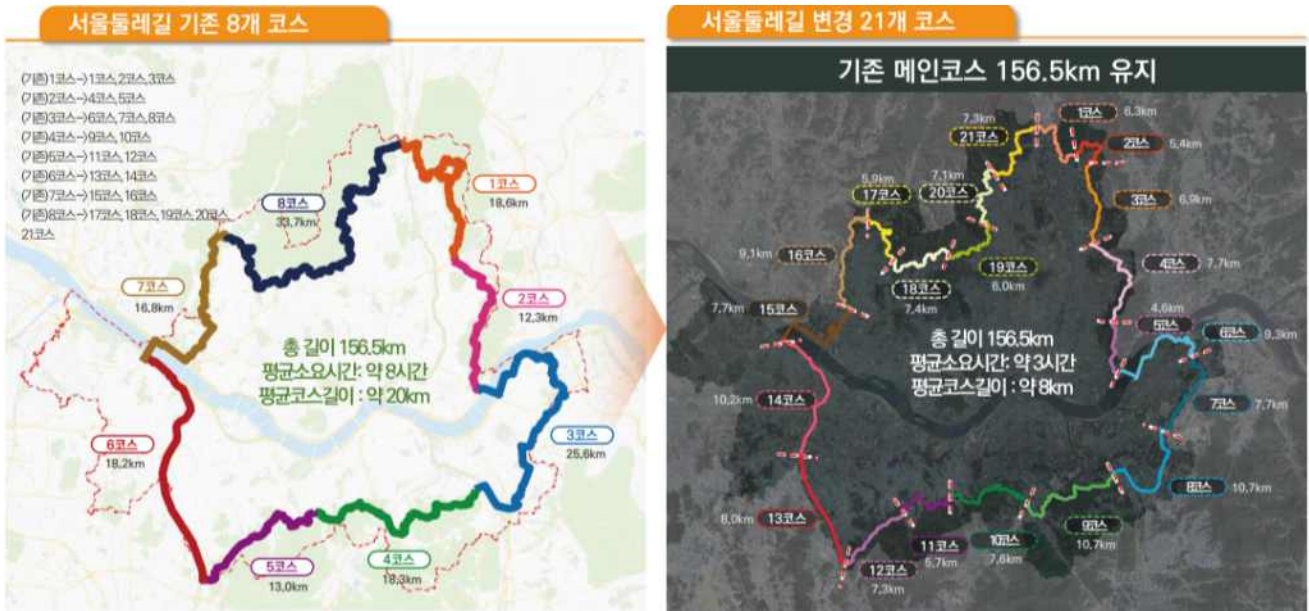 서울둘레길 기존 8개 코스
(기존)1코스->1코스,2코스,3코스
(기존)2코스->4코스,5코스
(기존)3코스->6코스,7코스,8코스
(기존)4코스->9코스,10코스
(기존)5코스->11코스,12코스
(기존)6코스->13코스,14코스
(기존)7코스->15코스,16코스
(기존)8코스->17코스,18코스,19코스,20코스,
21코스
8코스
33.7km
1코스
18.6km
7코스
16.8km
2코스
12.3km
총 길이 156.5km
평균소요시간: 약 8시간
평균코스길이 : 약 20km
6코스
18.2km
3코스
25.6km
5코스
13.0km
4코스
18.3km
서울둘레길 변경 21개 코스
기존 메인코스 156.5km 유지
7.3km
21코스
1코스
6.3km
2코스
5.4km
5.9km
17코스
7.1km
20코스
3코스
6.9km
9.1km
16코스
19코스
6.0km
4코스
7.7km
18코스
7.4km
7.7km
15코스
4.6km
5코스
6코스
9.3km
총 길이 156.5km
평균소요시간: 약 3시간
평균코스길이 : 약 8km
10.2km
14코스
7코스
7.7km
8코스
10.7km
8.0km
13코스
9코스
10.7km
10코스
7.6km
11코스
5.7km
12코스
7.3km